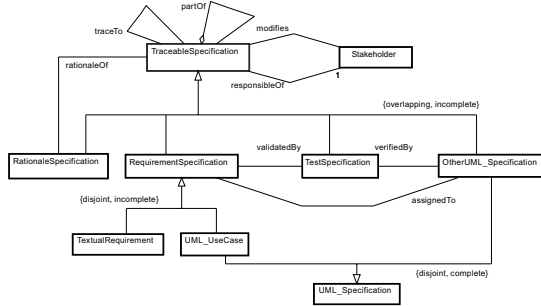 partOf
traceTo
modifies
TraceableSpecification
Stakeholder
rationaleOf
responsibleOf
1
{overlapping, incomplete}
validatedBy
verifiedBy
RationaleSpecification
RequirementSpecification
TestSpecification
OtherUML_Specification
{disjoint, incomplete}
assignedTo
TextualRequirement
UML_UseCase
{disjoint, complete}
UML_Specification